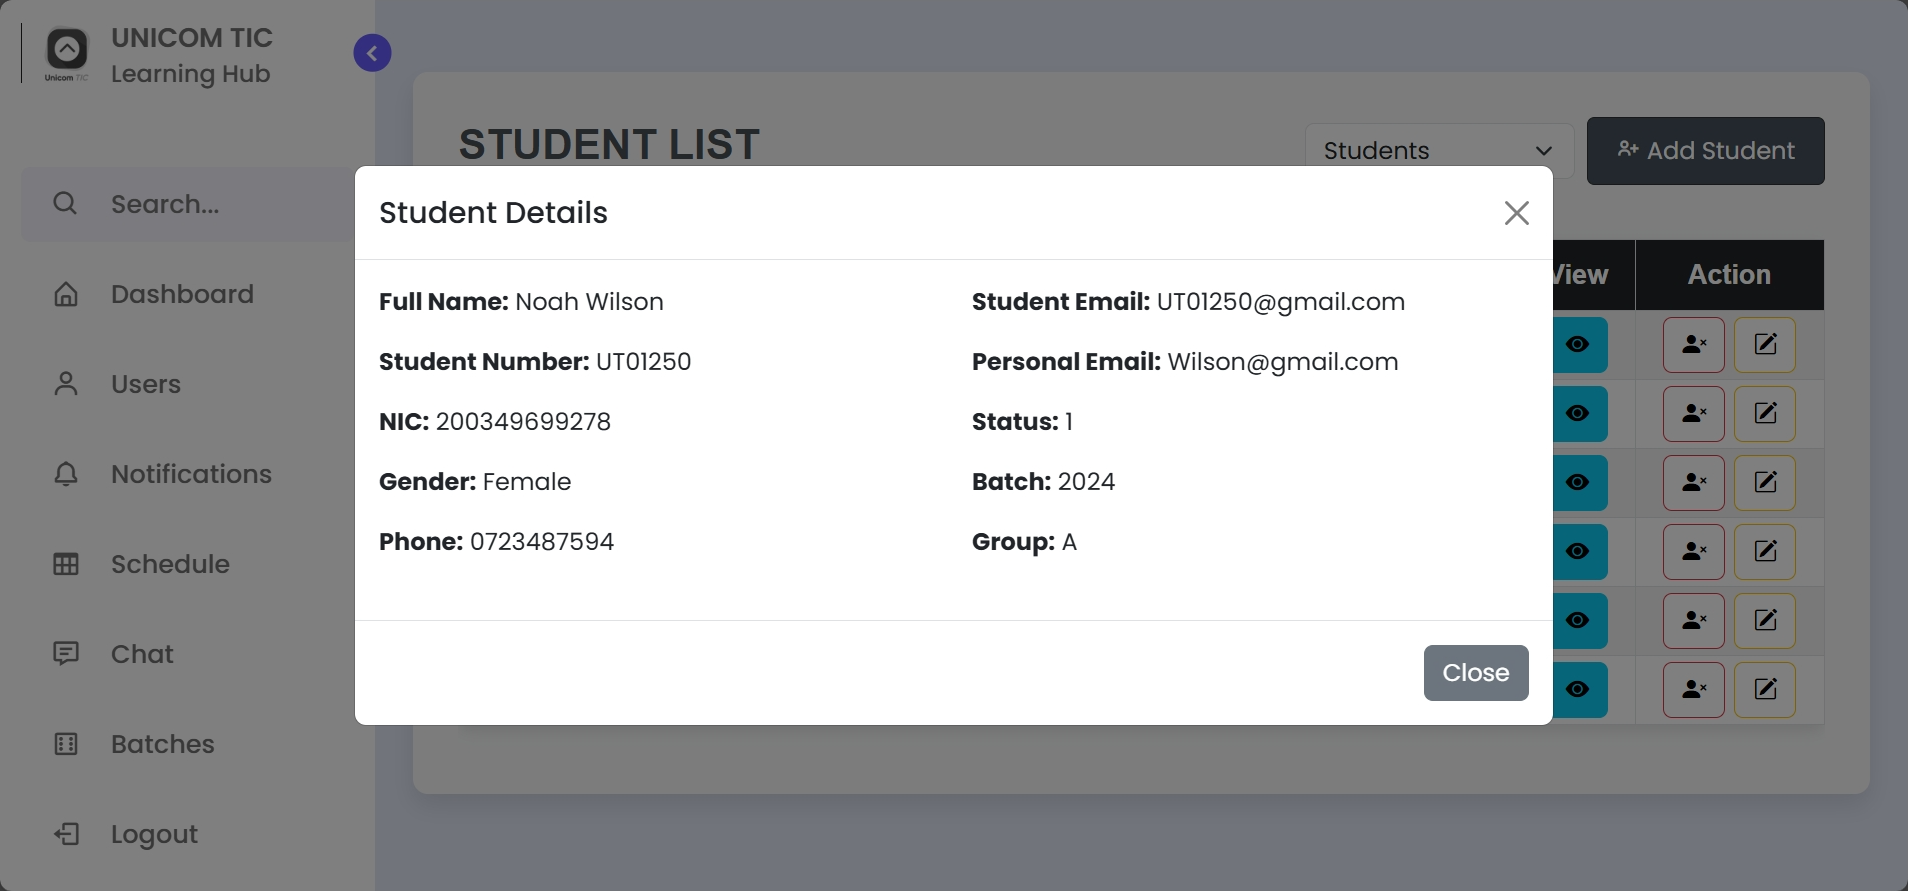 UNICOM TIC
Learning Hub
Unicom TIC
Search...
Dashboard
Users
Notifications
Schedule
Chat
Batches
Logout
STUDENT LIST
Students
Add Student
View
Action
Student Details
Full Name: Noah Wilson
Student Number: UT01250
NIC: 200349699278
Gender: Female
Phone: 0723487594
Student Email: UT01250@gmail.com
Personal Email: Wilson@gmail.com
Status: 1
Batch: 2024
Group: A
Close